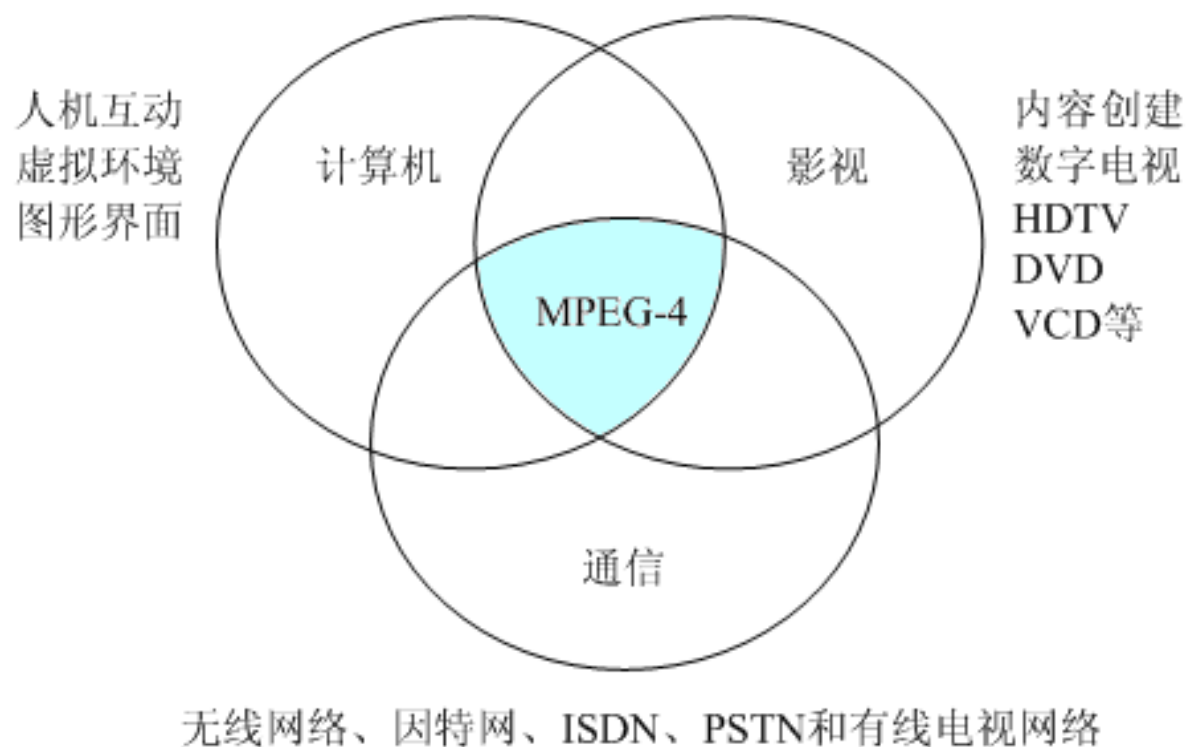 人机互动
虚拟环境
图形界面
计算机
影视
内容创建
数字电视
HDTV
DVD
VCD等
MPEG-4
通信
无线网络、因特网、ISDN、PSTN和有线电视网络